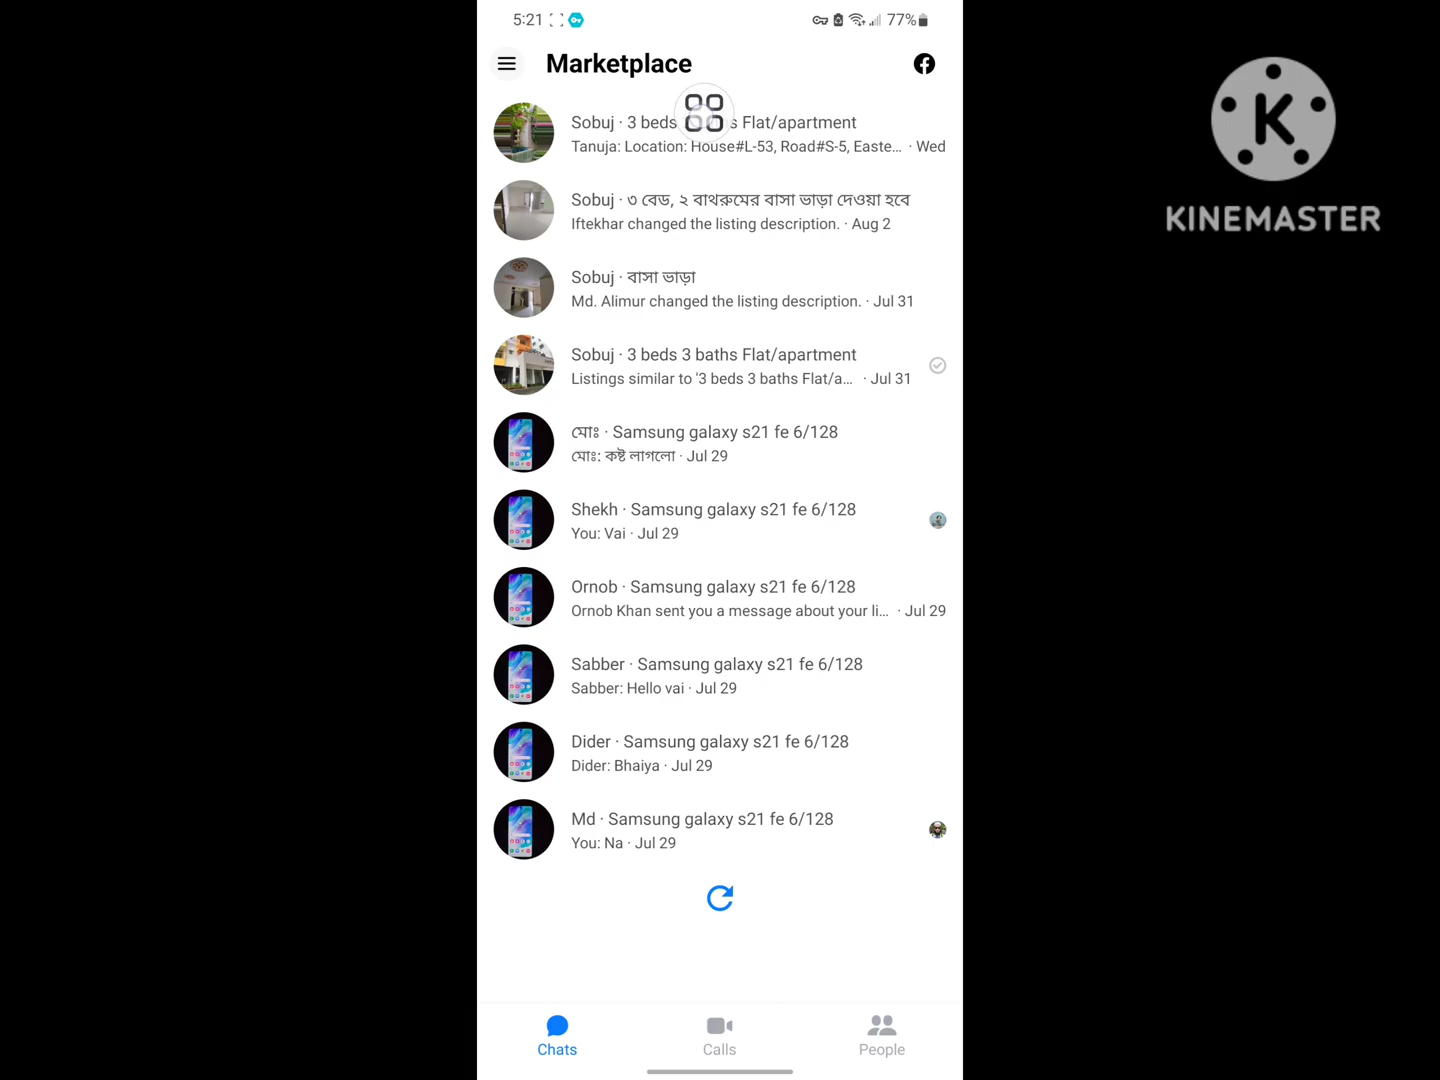 5:21 77%
Marketplace
KINEMASTER
Sobuj · 3 beds s Flat/apartment
Tanuja: Location: House#L-53, Road#S-5, Easte... · Wed
Sobuj · ৩ বেড, ২ বাথরুমের বাসা ভাড়া দেওয়া হবে
Iftekhar changed the listing description. · Aug 2
Sobuj · বাসা ভাড়া
Md. Alimur changed the listing description. · Jul 31
Sobuj · 3 beds 3 baths Flat/apartment
Listings similar to '3 beds 3 baths Flat/a... · Jul 31
মোঃ · Samsung galaxy s21 fe 6/128
মোঃ: কষ্ট লাগলো · Jul 29
Shekh · Samsung galaxy s21 fe 6/128
You: Vai · Jul 29
Ornob · Samsung galaxy s21 fe 6/128
Ornob Khan sent you a message about your li... · Jul 29
Sabber · Samsung galaxy s21 fe 6/128
Sabber: Hello vai · Jul 29
Dider · Samsung galaxy s21 fe 6/128
Dider: Bhaiya · Jul 29
Md · Samsung galaxy s21 fe 6/128
You: Na · Jul 29
Chats
Calls
People